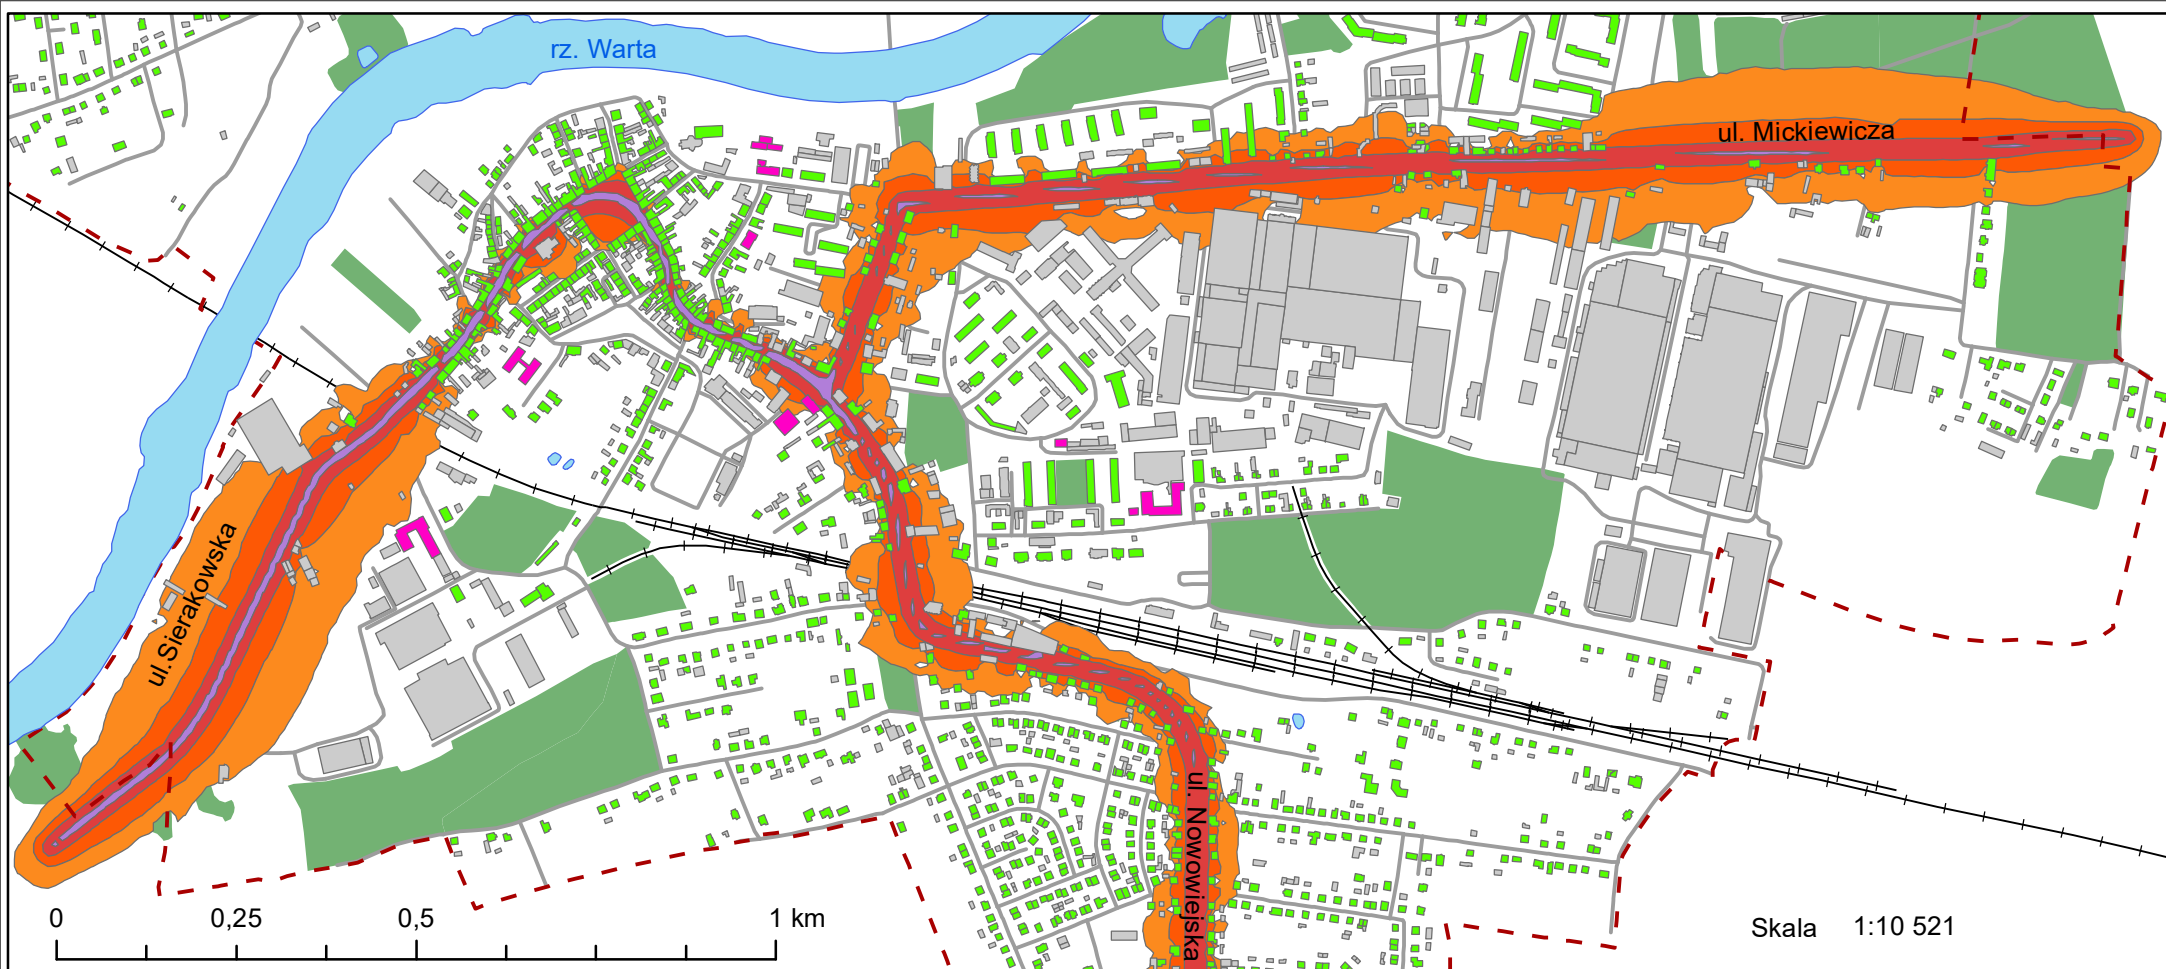 rz. Warta
ul. Mickiewicza
ul.Sierakowska
ul. Nowowiejska
0 0,25 0,5 1 km
Skala 1:10 521